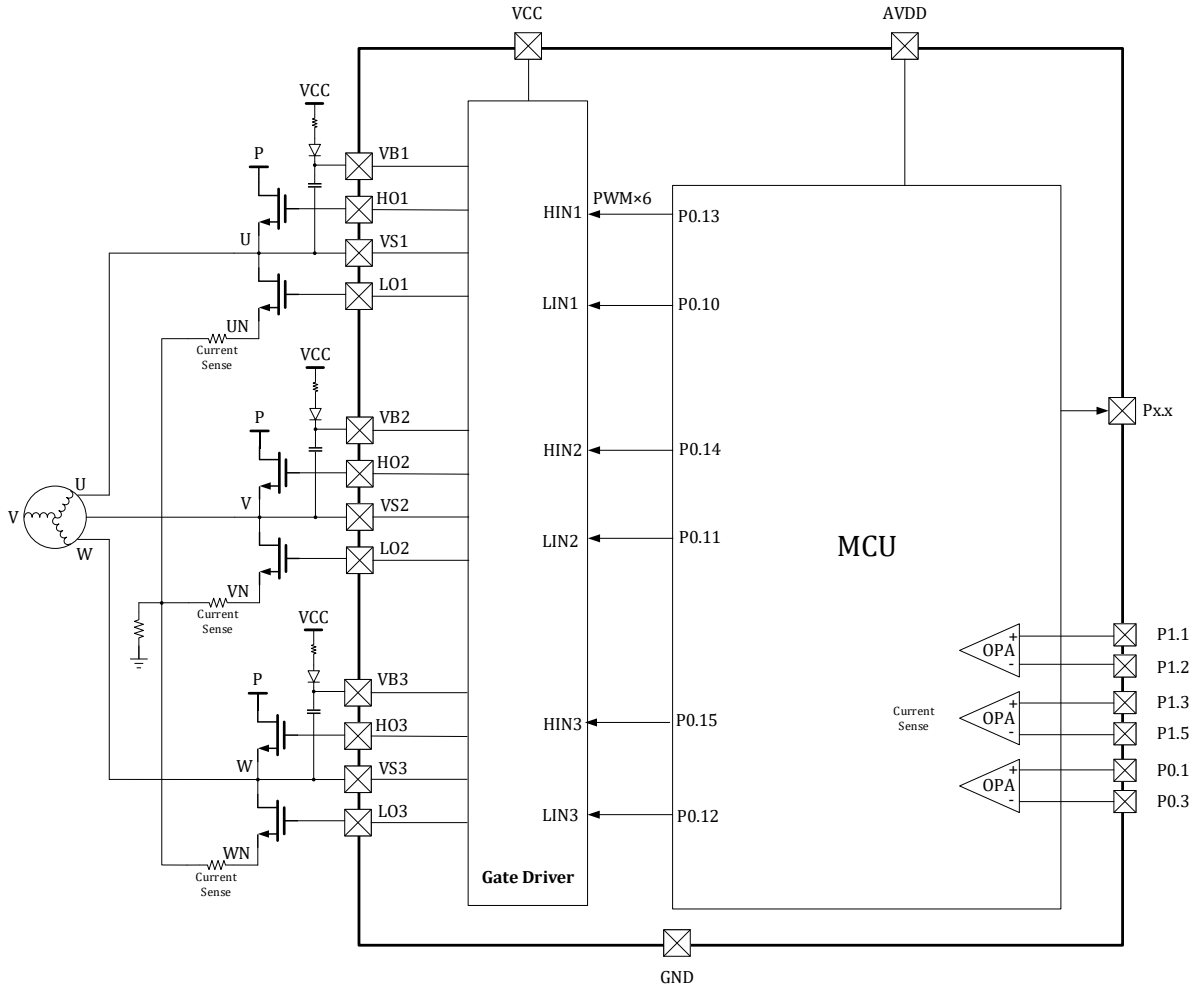 VCC
AVDD
VCC
P
VB1
HO1
U
VS1
LO1
UN
Current
Sense
VCC
P
VB2
HO2
V
VS2
LO2
VN
Current
Sense
VCC
P
VB3
HO3
W
VS3
LO3
WN
Current
Sense
U
V
W
PWM×6
HIN1
P0.13
LIN1
P0.10
HIN2
P0.14
LIN2
P0.11
HIN3
P0.15
LIN3
P0.12
Gate Driver
MCU
Px.x
+
OPA
-
P1.1
P1.2
Current
Sense
+
OPA
-
P1.3
P1.5
+
OPA
-
P0.1
P0.3
GND